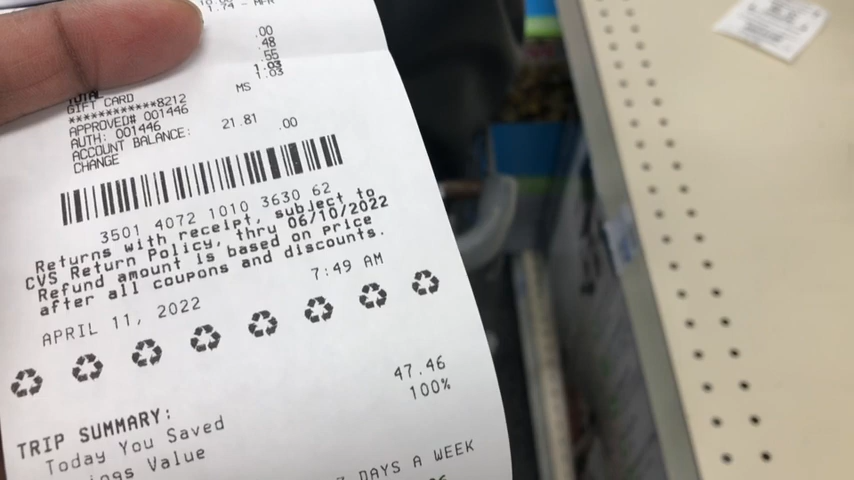 .00
.48
.55
1.03
1.03
TOTAL
GIFT CARD
MS
************8212
APPROVED# 001446
AUTH: 001446
ACCOUNT BALANCE: 21.81
CHANGE .00
3501 4072 1010 3630 62
Returns with receipt, subject to
CVS Return Policy, thru 06/10/2022
Refund amount is based on price
after all coupons and discounts.
APRIL 11, 2022 7:49 AM
TRIP SUMMARY:
Today You Saved 47.46
ings Value 100%
DAYS A WEEK